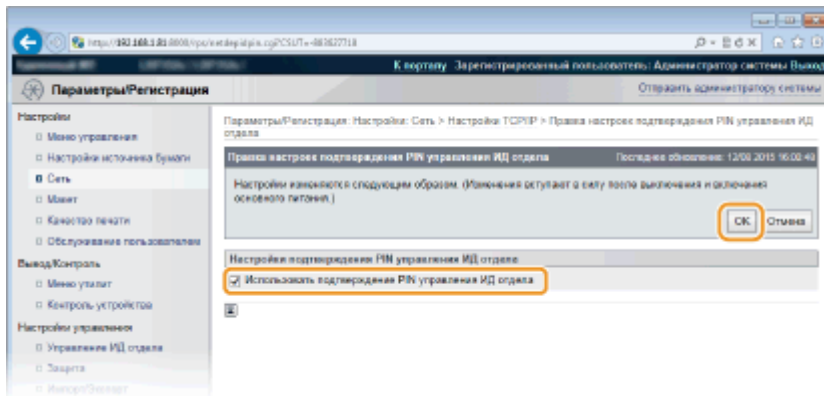 К порталу Зарегистрированный пользователь: Администратор системы Выход
Параметры/Регистрация
Отправить администратору системы
Настройки
Меню управления
Настройки источника бумаги
Сеть
Макет
Качество печати
Обслуживание пользователем
Вывод/Контроль
Меню утилит
Контроль устройства
Настройки управления
Управление ИД отдела
Защита
Импорт/Экспорт
Параметры/Регистрация: Настройки: Сеть > Настройки TCP/IP > Правка настроек подтверждения PIN управления ИД
отдела
Правка настроек подтверждения PIN управления ИД отдела
Последнее обновление: 12/08 2015 16:00:49
Настройки изменяются следующим образом. (Изменения вступают в силу после выключения и включения
основного питания.)
OK
Отмена
Настройки подтверждения PIN управления ИД отдела
Использовать подтверждение PIN управления ИД отдела